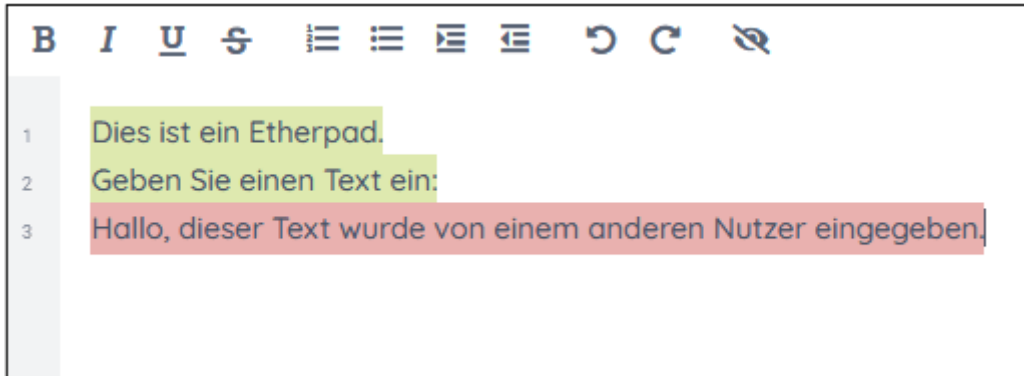 B I U S
1 Dies ist ein Etherpad.
2 Geben Sie einen Text ein:
3 Hallo, dieser Text wurde von einem anderen Nutzer eingegeben.